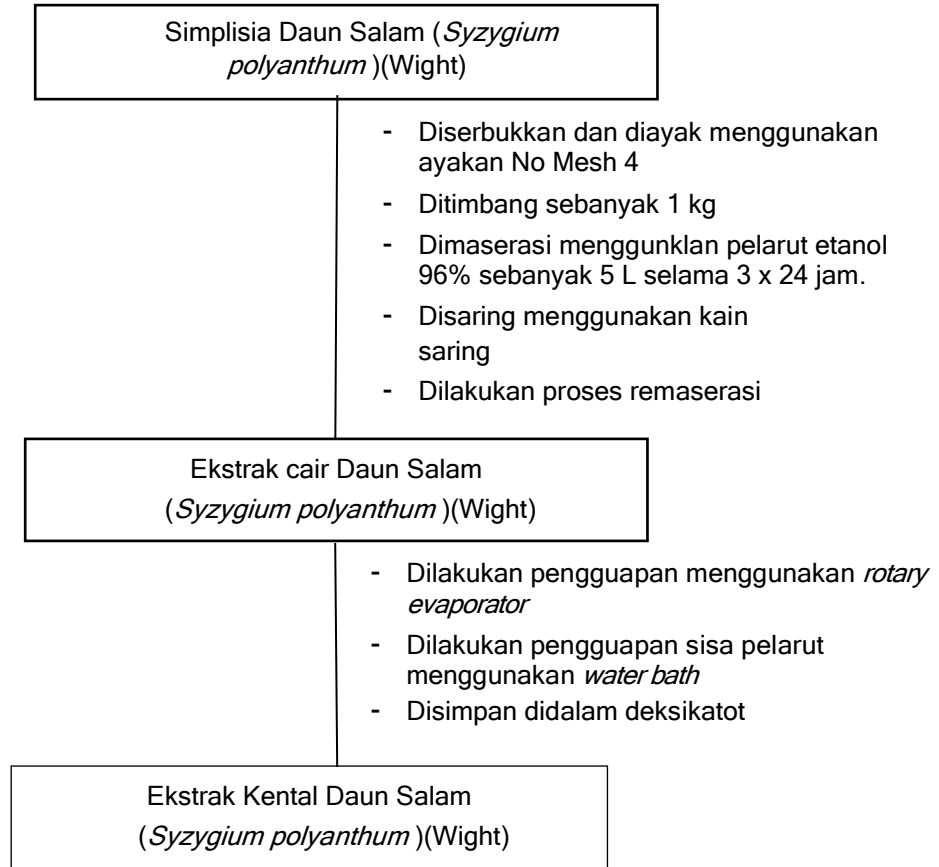 Simplisia Daun Salam (Syzygium
polyanthum )(Wight)
- Diserbukkan dan diayak menggunakan
ayakan No Mesh 4
- Ditimbang sebanyak 1 kg
- Dimaserasi menggunklan pelarut etanol
96% sebanyak 5 L selama 3 x 24 jam.
- Disaring menggunakan kain
saring
- Dilakukan proses remaserasi
Ekstrak cair Daun Salam
(Syzygium polyanthum )(Wight)
- Dilakukan pengguapan menggunakan rotary
evaporator
- Dilakukan pengguapan sisa pelarut
menggunakan water bath
- Disimpan didalam deksikatot
Ekstrak Kental Daun Salam
(Syzygium polyanthum )(Wight)